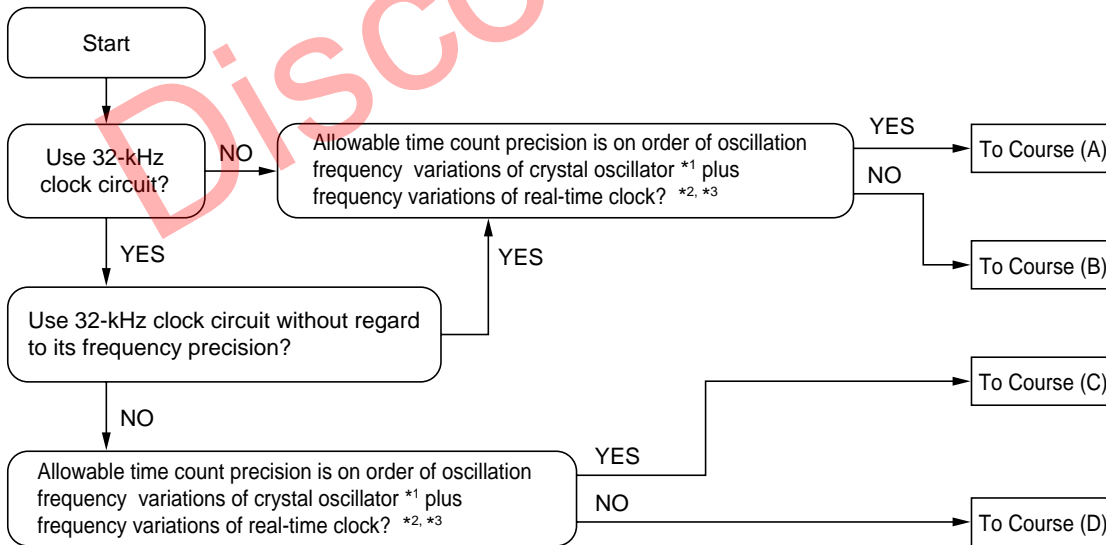 Start
Use 32-kHz
clock circuit?
NO
Allowable time count precision is on order of oscillation
frequency variations of crystal oscillator *1 plus
frequency variations of real-time clock? *2, *3
YES
To Course (A)
NO
To Course (B)
YES
YES
Use 32-kHz clock circuit without regard
to its frequency precision?
To Course (C)
NO
Allowable time count precision is on order of oscillation
frequency variations of crystal oscillator *1 plus
frequency variations of real-time clock? *2, *3
YES
NO
To Course (D)
Disco